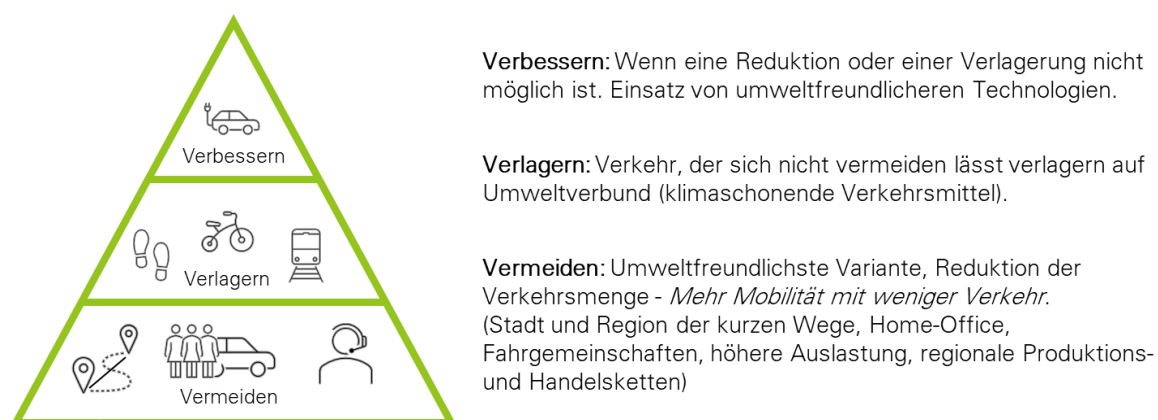 Verbessern
Verlagern
Vermeiden
Verbessern: Wenn eine Reduktion oder einer Verlagerung nicht
möglich ist. Einsatz von umweltfreundlicheren Technologien.
Verlagern: Verkehr, der sich nicht vermeiden lässt verlagern auf
Umweltverbund (klimaschonende Verkehrsmittel).
Vermeiden: Umweltfreundlichste Variante, Reduktion der
Verkehrsmenge - Mehr Mobilität mit weniger Verkehr.
(Stadt und Region der kurzen Wege, Home-Office,
Fahrgemeinschaften, höhere Auslastung, regionale Produktions-
und Handelsketten)